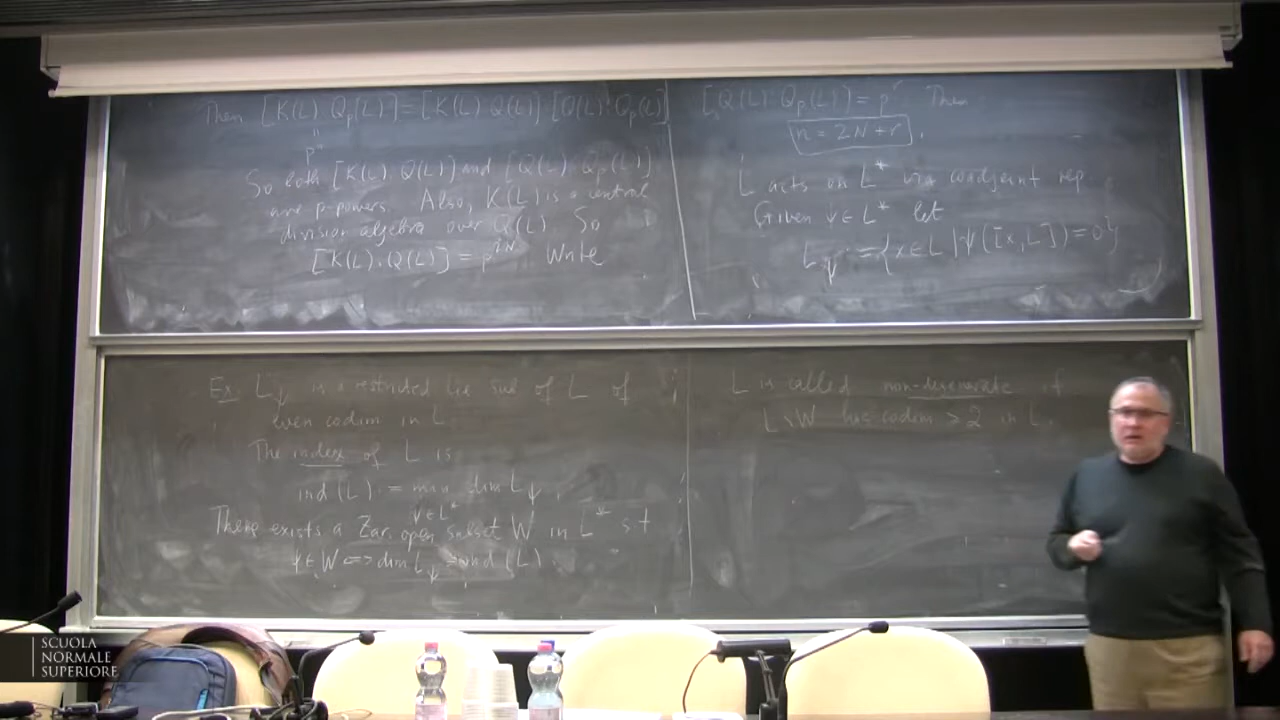 Then [K(L):Q_p(L)] = [K(L):Q(L)] [Q(L):Q_p(L)]
"
p^n
So both [K(L):Q(L)] and [Q(L):Q_p(L)]
are p-powers. Also, K(L) is a central
division algebra over Q(L) So
[K(L):Q(L)] = p^{2N} Write
[Q(L):Q_p(L)] = p^r Then
n = 2N + r.
L acts on L^* via coadjoint rep.
Given ψ ∈ L^* let
L_ψ = {x ∈ L | ψ([x,L]) = 0}
Ex. L_ψ is a restricted Lie sub of L of
even codim in L
The index of L is
ind(L) := min dim L_ψ.
ψ∈L^*
There exists a Zar. open subset W in L^* s t
ψ ∈ W <=> dim L_ψ = ind(L).
L is called non-degenerate if
L\W has codim ≥ 2 in L.
SCUOLA
NORMALE
SUPERIORE